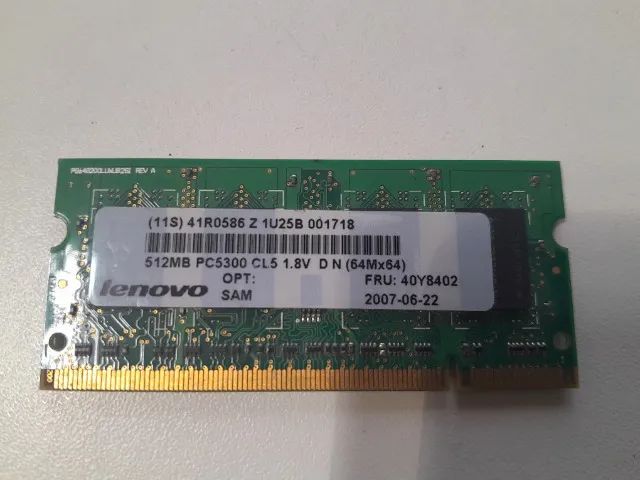 (11S) 41R0586 Z 1U25B 001718
512MB PC5300 CL5 1.8V D N (64Mx64)
OPT: FRU: 40Y8402
lenovo SAM 2007-06-22